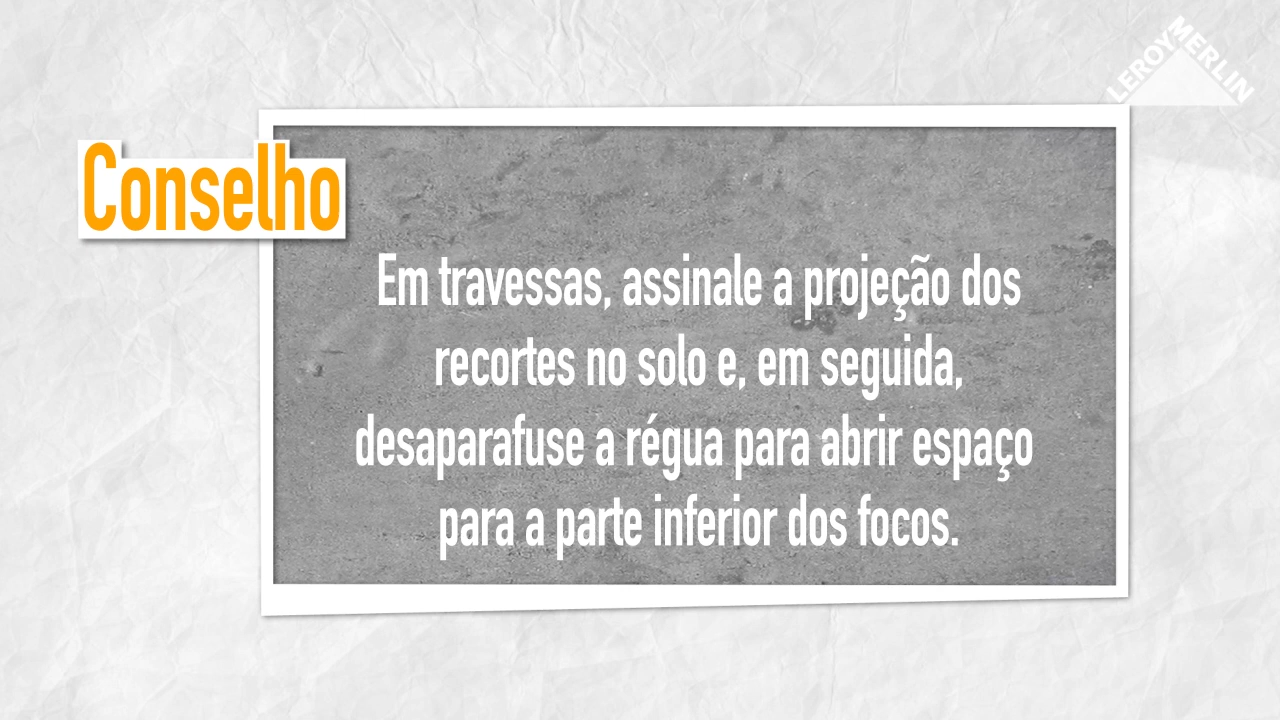 LEROY MERLIN
Conselho
Em travessas, assinale a projeção dos
recortes no solo e, em seguida,
desaparafuse a régua para abrir espaço
para a parte inferior dos focos.